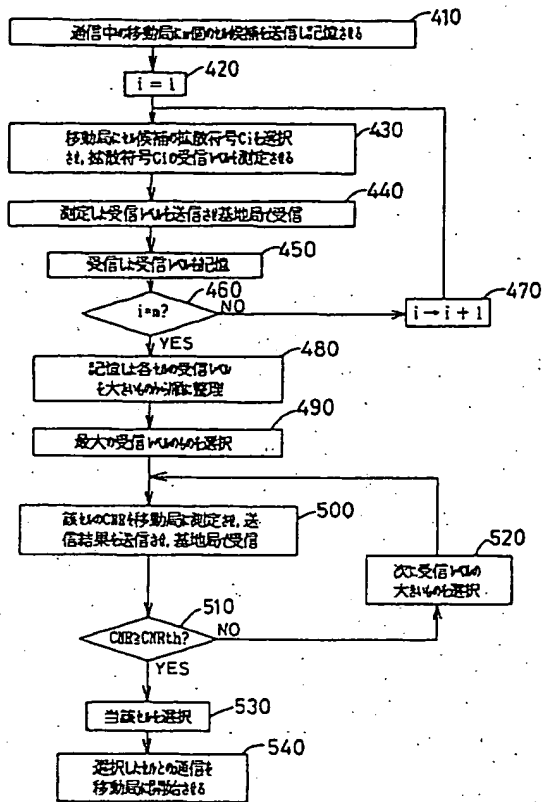 通信中の移動局にm個のセル候補を送信し記憶させる
410
i = 1
420
移動局にセル候補の拡散符号Ciを選択
させ,拡散符号Ciの受信レベルを測定させる
430
測定した受信レベルを送信させ基地局で受信
440
受信した受信レベルを記憶
450
i=m?
460
NO
i→i+1
470
YES
記憶した各セルの受信レベル
を大きいものから順に整理
480
最大の受信レベルのものを選択
490
該セルのCNRを移動局に測定させ,送
信結果を送信させ,基地局で受信
500
次に受信レベルの
大きいものを選択
520
CNR≧CNRth?
510
NO
YES
当該セルを選択
530
選択したセルとの通信を
移動局に開始させる
540